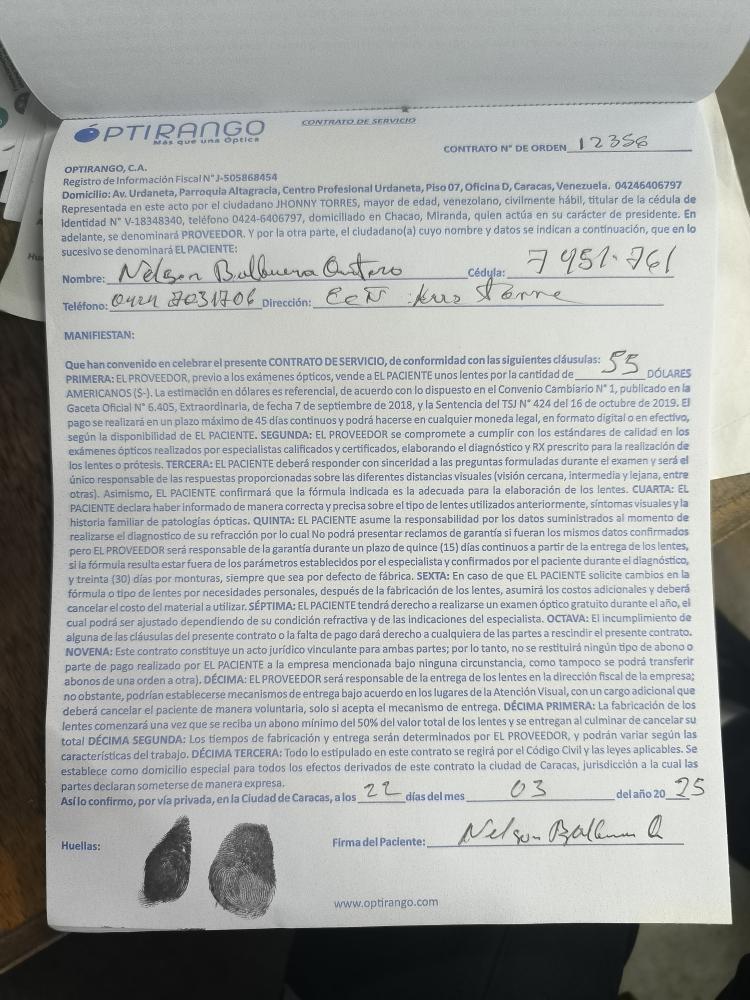 OPTIRANGO
Más que una Óptica
CONTRATO DE SERVICIO
CONTRATO N° DE ORDEN 12356
OPTIRANGO, C.A.
Registro de Información Fiscal N° J-505868454
Domicilio: Av. Urdaneta, Parroquia Altagracia, Centro Profesional Urdaneta, Piso 07, Oficina D, Caracas, Venezuela. 04246406797
Representada en este acto por el ciudadano JHONNY TORRES, mayor de edad, venezolano, civilmente hábil, titular de la cédula de
identidad N° V-18348340, teléfono 0424-6406797, domiciliado en Chacao, Miranda, quien actúa en su carácter de presidente. En
adelante, se denominará PROVEEDOR. Y por la otra parte, el ciudadano(a) cuyo nombre y datos se indican a continuación, que en lo
sucesivo se denominará EL PACIENTE:
Nombre: Nelson Balbuena Cédula: 7 951.761
Teléfono: 0424 7031706 Dirección:
MANIFIESTAN:
Que han convenido en celebrar el presente CONTRATO DE SERVICIO, de conformidad con las siguientes cláusulas: 55
PRIMERA: EL PROVEEDOR, previo a los exámenes ópticos, vende a EL PACIENTE unos lentes por la cantidad de DÓLARES
AMERICANOS ($-). La estimación en dólares es referencial, de acuerdo con lo dispuesto en el Convenio Cambiario N° 1, publicado en la
Gaceta Oficial N° 6.405, Extraordinaria, de fecha 7 de septiembre de 2018, y la Sentencia del TSJ N° 424 del 16 de octubre de 2019. El
pago se realizará en un plazo máximo de 45 días continuos y podrá hacerse en cualquier moneda legal, en formato digital o en efectivo,
según la disponibilidad de EL PACIENTE. SEGUNDA: EL PROVEEDOR se compromete a cumplir con los estándares de calidad en los
exámenes ópticos realizados por especialistas calificados y certificados, elaborando el diagnóstico y RX prescrito para la realización de
los lentes o prótesis. TERCERA: EL PACIENTE deberá responder con sinceridad a las preguntas formuladas durante el examen y será el
único responsable de las respuestas proporcionadas sobre las diferentes distancias visuales (visión cercana, intermedia y lejana, entre
otras). Asimismo, EL PACIENTE confirmará que la fórmula indicada es la adecuada para la elaboración de los lentes. CUARTA: EL
PACIENTE declara haber informado de manera correcta y precisa sobre el tipo de lentes utilizados anteriormente, síntomas visuales y la
historia familiar de patologías ópticas. QUINTA: EL PACIENTE asume la responsabilidad por los datos suministrados al momento de
realizarse el diagnostico de su refracción por lo cual No podrá presentar reclamos de garantía si fueran los mismos datos confirmados
pero EL PROVEEDOR será responsable de la garantía durante un plazo de quince (15) días continuos a partir de la entrega de los lentes,
si la fórmula resulta estar fuera de los parámetros establecidos por el especialista y confirmados por el paciente durante el diagnóstico,
y treinta (30) días por monturas, siempre que sea por defecto de fábrica. SEXTA: En caso de que EL PACIENTE solicite cambios en la
fórmula o tipo de lentes por necesidades personales, después de la fabricación de los lentes, asumirá los costos adicionales y deberá
cancelar el costo del material a utilizar. SÉPTIMA: EL PACIENTE tendrá derecho a realizarse un examen óptico gratuito durante el año, el
cual podrá ser ajustado dependiendo de su condición refractiva y de las indicaciones del especialista. OCTAVA: El incumplimiento de
alguna de las cláusulas del presente contrato o la falta de pago dará derecho a cualquiera de las partes a rescindir el presente contrato.
NOVENA: Este contrato constituye un acto jurídico vinculante para ambas partes; por lo tanto, no se restituirá ningún tipo de abono o
parte de pago realizado por EL PACIENTE a la empresa mencionada bajo ninguna circunstancia, como tampoco se podrá transferir
abonos de una orden a otra). DÉCIMA: EL PROVEEDOR será responsable de la entrega de los lentes en la dirección fiscal de la empresa;
no obstante, podrían establecerse mecanismos de entrega bajo acuerdo en los lugares de la Atención Visual, con un cargo adicional que
deberá cancelar el paciente de manera voluntaria, solo si acepta el mecanismo de entrega. DÉCIMA PRIMERA: La fabricación de los
lentes comenzará una vez que se reciba un abono mínimo del 50% del valor total de los lentes y se entregan al culminar de cancelar su
total DÉCIMA SEGUNDA: Los tiempos de fabricación y entrega serán determinados por EL PROVEEDOR, y podrán variar según las
características del trabajo. DÉCIMA TERCERA: Todo lo estipulado en este contrato se regirá por el Código Civil y las leyes aplicables. Se
establece como domicilio especial para todos los efectos derivados de este contrato la ciudad de Caracas, jurisdicción a la cual las
partes declaran someterse de manera expresa.
Así lo confirmo, por vía privada, en la Ciudad de Caracas, a los 22 días del mes 03 del año 2025
Huellas:
Firma del Paciente: Nelson
www.optirango.com